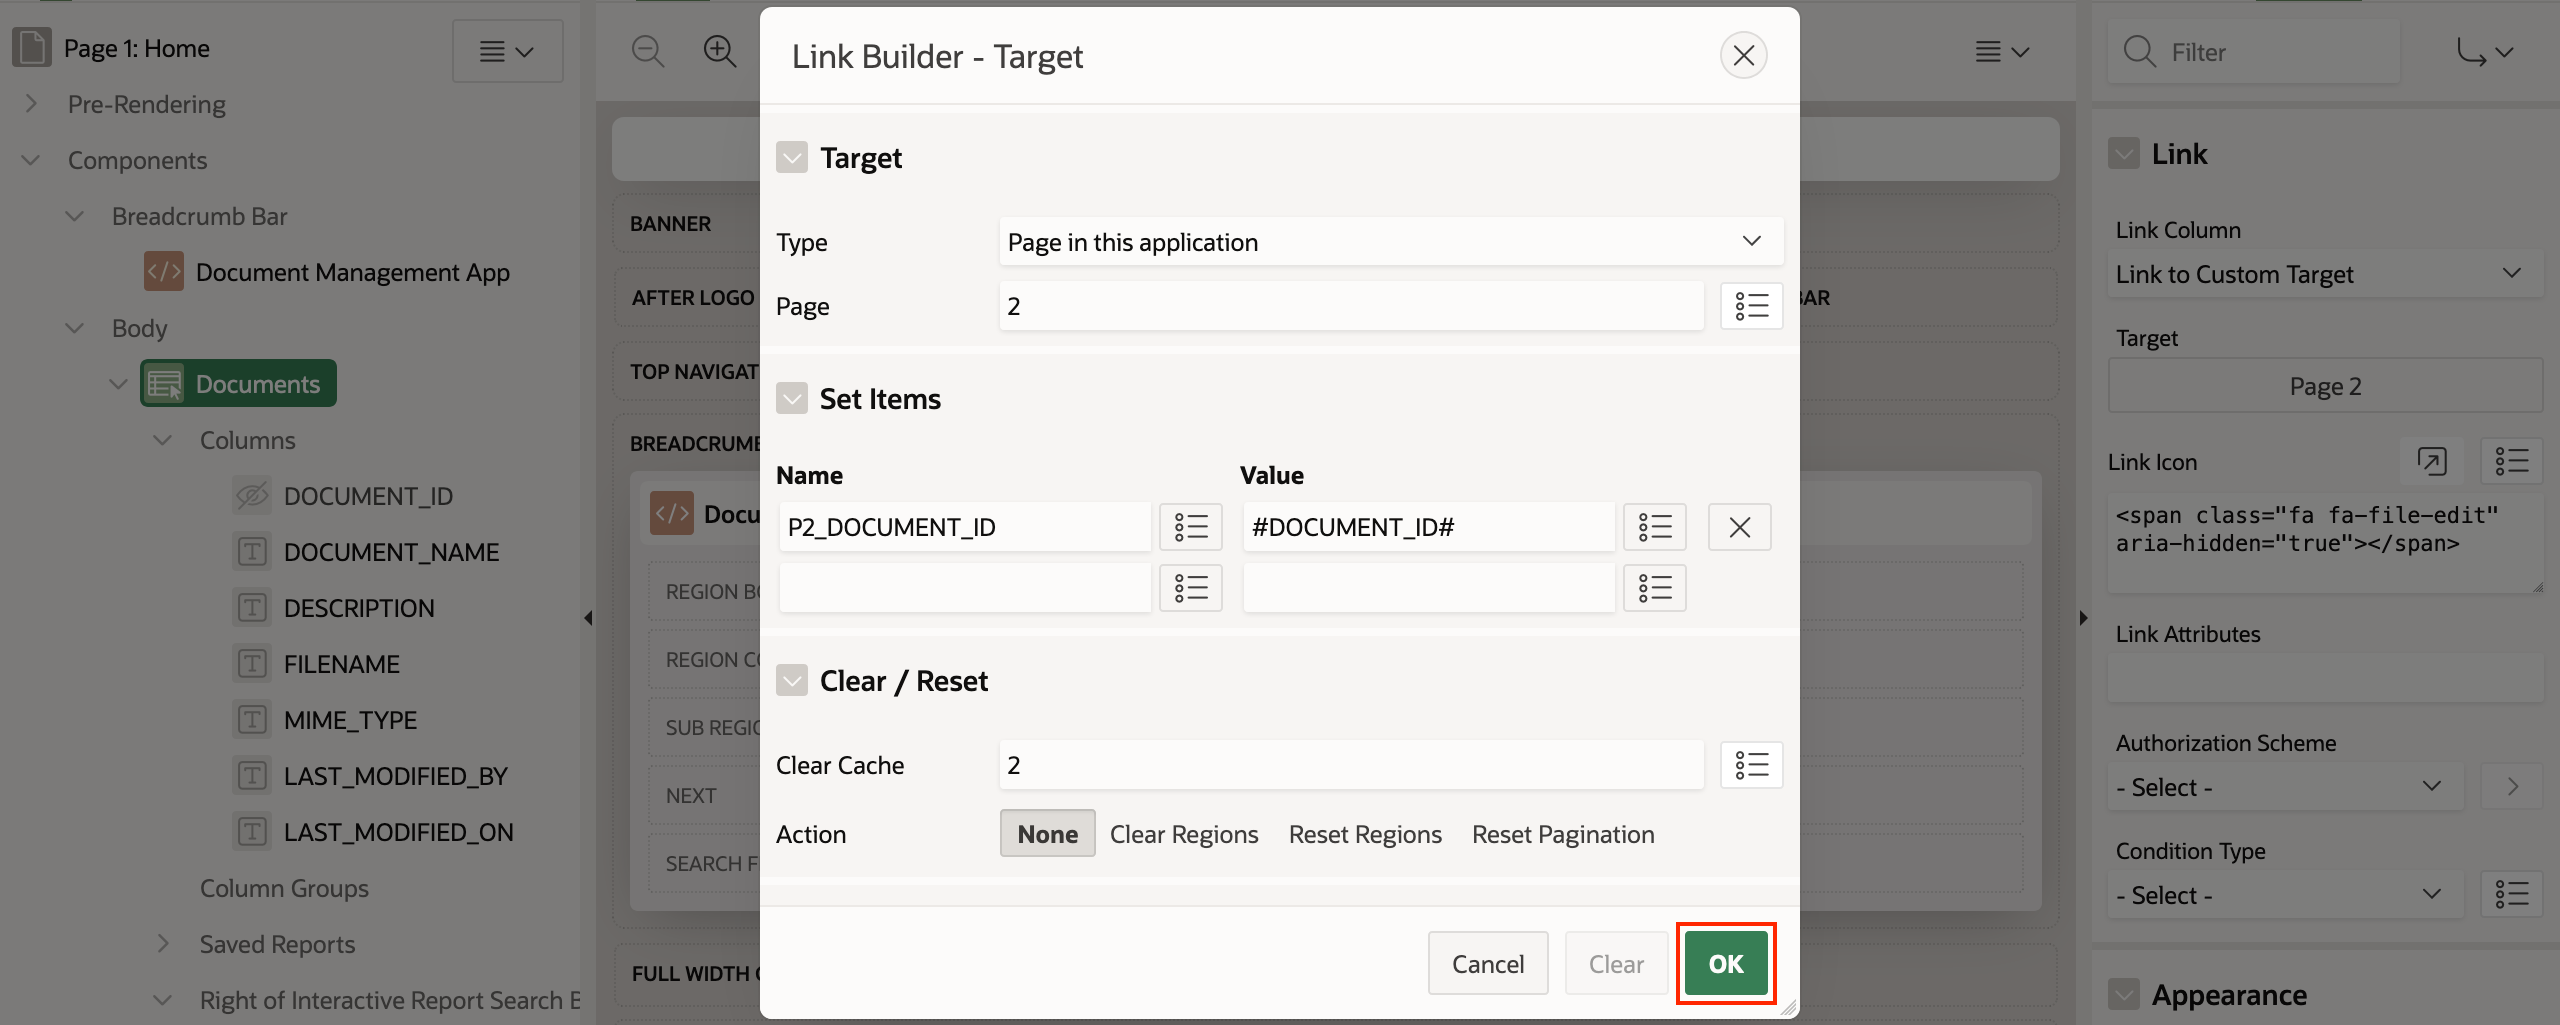 Page 1: Home
Pre-Rendering
Components
Breadcrumb Bar
</> Document Management App
Body
Documents
Columns
DOCUMENT_ID
T DOCUMENT_NAME
T DESCRIPTION
T FILENAME
T MIME_TYPE
T LAST_MODIFIED_BY
T LAST_MODIFIED_ON
Column Groups
Saved Reports
Right of Interactive Report Search B
BANNER
AFTER LOGO
BAR
TOP NAVIGAT
BREADCRUMB
</> Docu
REGION BO
REGION CO
SUB REGIO
NEXT
SEARCH F
FULL WIDTH C
Link Builder - Target
Target
Type
Page in this application
Page
2
Set Items
Name Value
P2_DOCUMENT_ID #DOCUMENT_ID#
Clear / Reset
Clear Cache
2
Action
None Clear Regions Reset Regions Reset Pagination
Cancel Clear OK
Filter
Link
Link Column
Link to Custom Target
Target
Page 2
Link Icon
<span class="fa fa-file-edit"
aria-hidden="true"></span>
Link Attributes
Authorization Scheme
- Select -
Condition Type
- Select -
Appearance